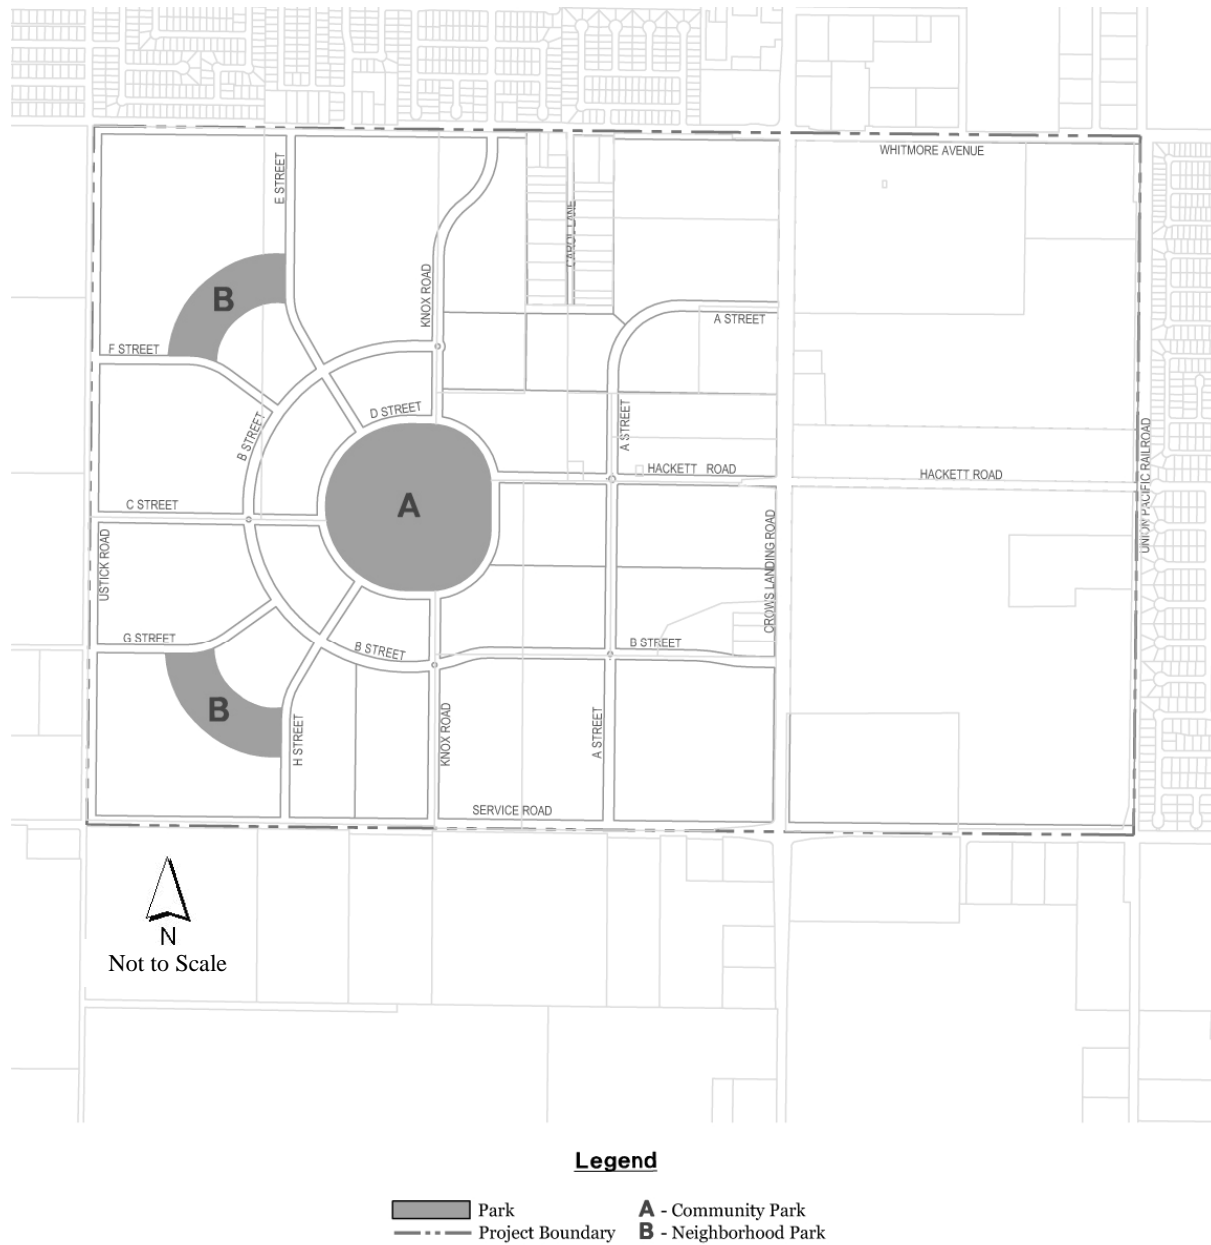 WHITMORE AVENUE
E STREET
CAROL LANE
KNOX ROAD
B
A STREET
F STREET
D STREET
B STREET
A STREET
UNION PACIFIC RAILROAD
HACKETT ROAD
HACKETT ROAD
A
C STREET
USTICK ROAD
CROWS LANDING ROAD
G STREET
B STREET
B STREET
B
H STREET
KNOX ROAD
A STREET
SERVICE ROAD
N
Not to Scale
Legend
Park
A - Community Park
Project Boundary
B - Neighborhood Park